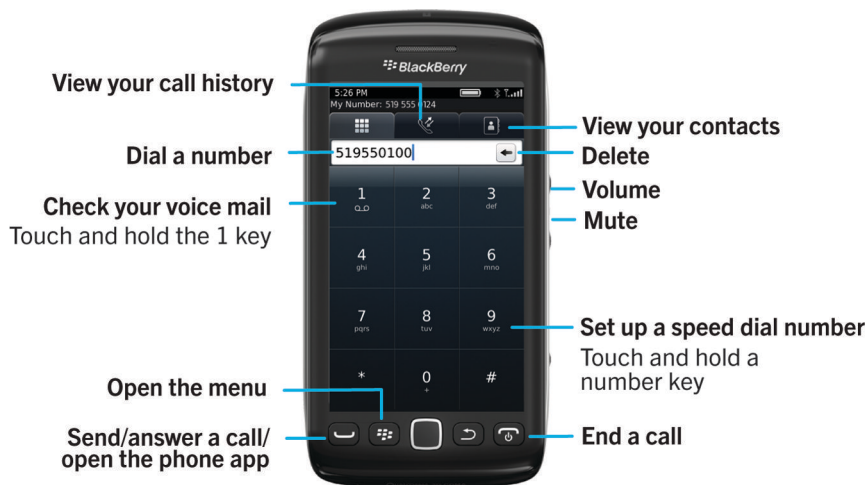 BlackBerry
View your call history
5:26 PM
My Number: 519 555 0124
View your contacts
Dial a number
519550100
Delete
Volume
Check your voice mail
Touch and hold the 1 key
Mute
1
2
abc
3
def
4
ghi
5
jkl
6
mno
7
pqrs
8
tuv
9
wxyz
Set up a speed dial number
Touch and hold a
number key
*
0
+
#
Open the menu
Send/answer a call/
open the phone app
End a call